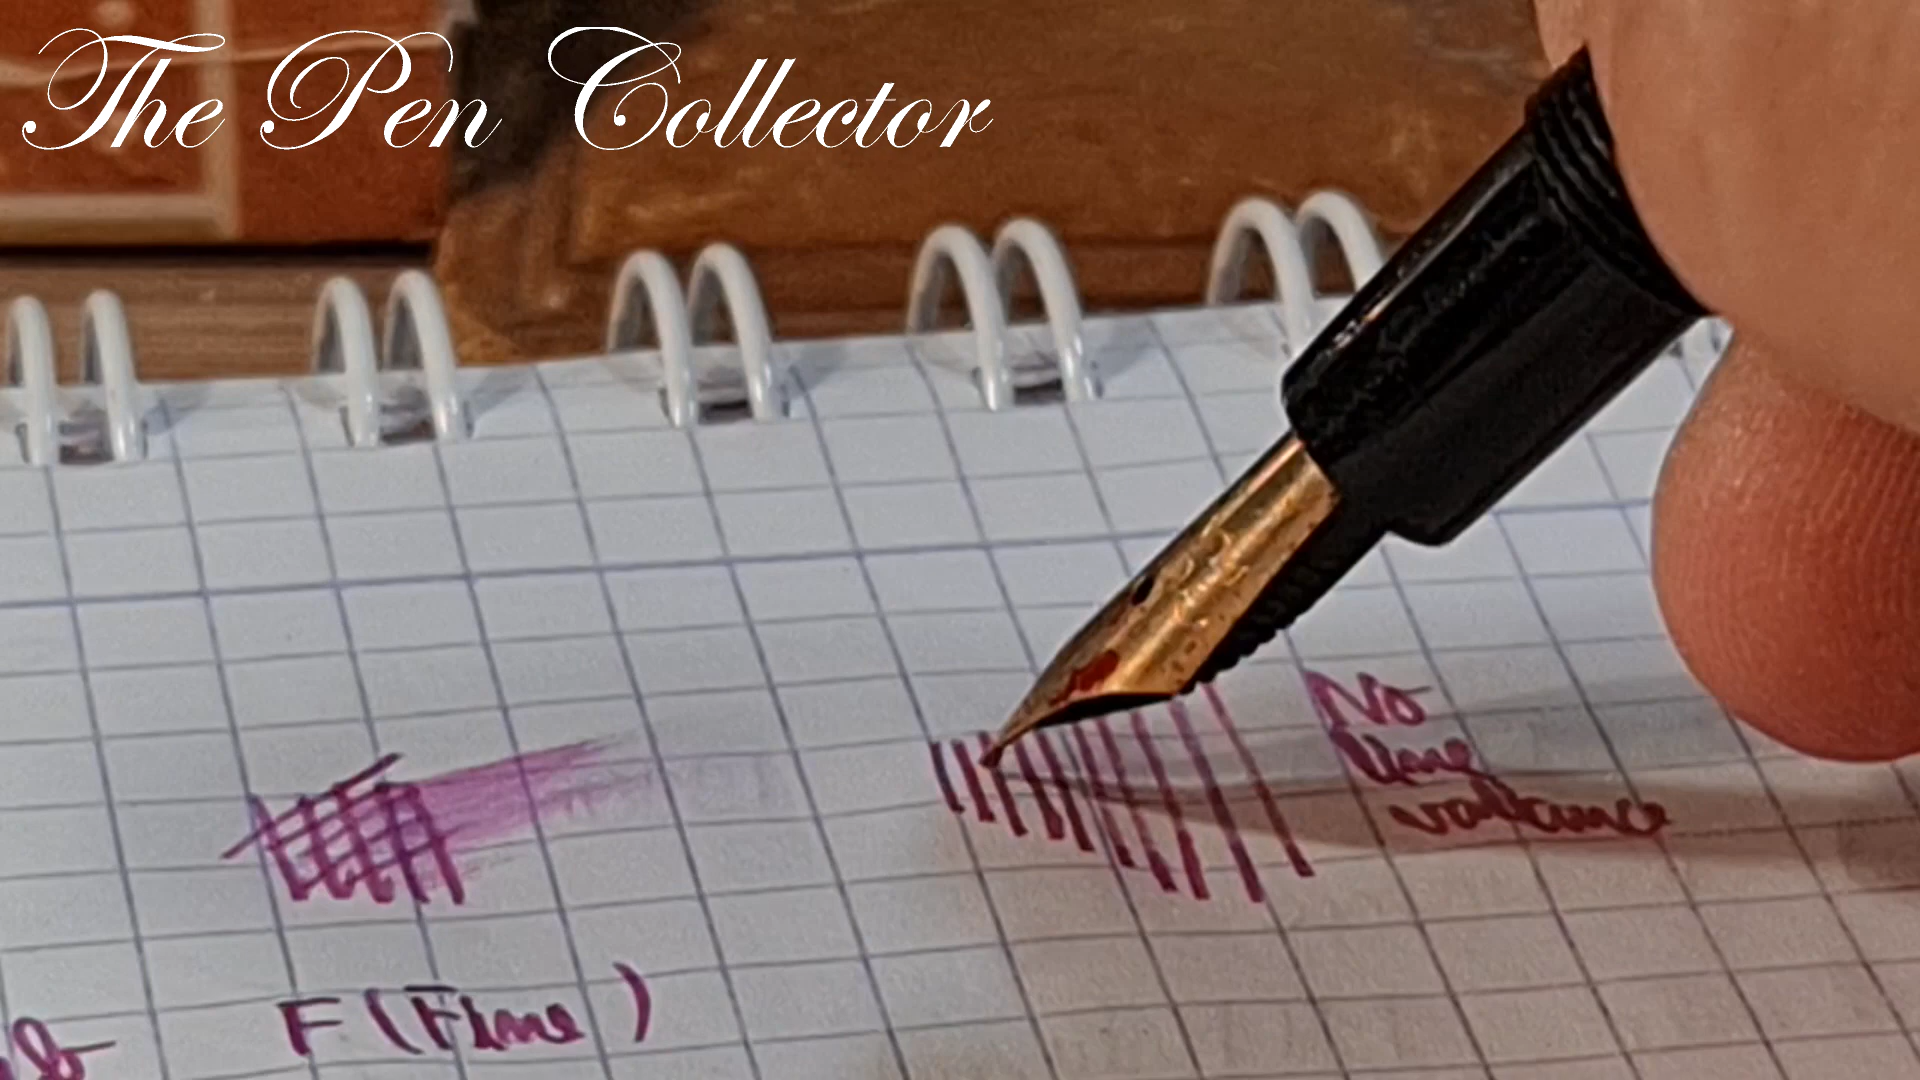 The Pen Collector
No
line
variance
F (Fine)